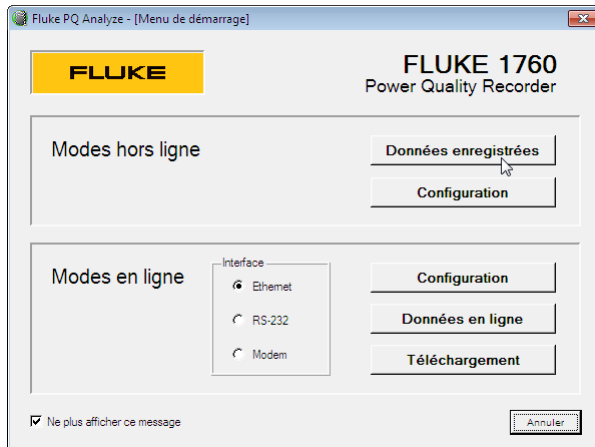 Fluke PQ Analyze - [Menu de démarrage]
FLUKE
FLUKE 1760
Power Quality Recorder
Modes hors ligne
Données enregistrées
Configuration
Modes en ligne
Interface
Ethernet
RS-232
Modem
Configuration
Données en ligne
Téléchargement
Ne plus afficher ce message
Annuler